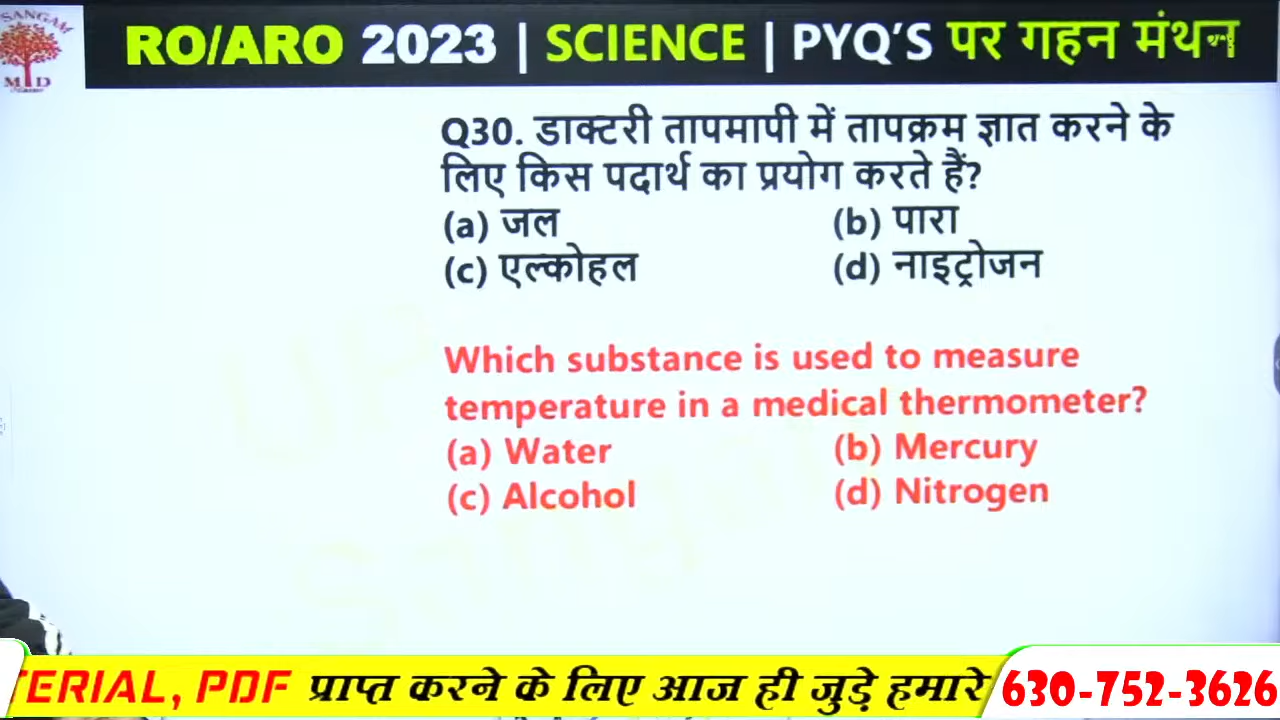 SANGAM
M D
RO/ARO 2023 | SCIENCE | PYQ'S पर गहन मंथन
Q30. डाक्टरी तापमापी में तापक्रम ज्ञात करने के
लिए किस पदार्थ का प्रयोग करते हैं?
(a) जल (b) पारा
(c) एल्कोहल (d) नाइट्रोजन
Which substance is used to measure
temperature in a medical thermometer?
(a) Water (b) Mercury
(c) Alcohol (d) Nitrogen
TERIAL, PDF प्राप्त करने के लिए आज ही जुड़े हमारे 630-752-3626